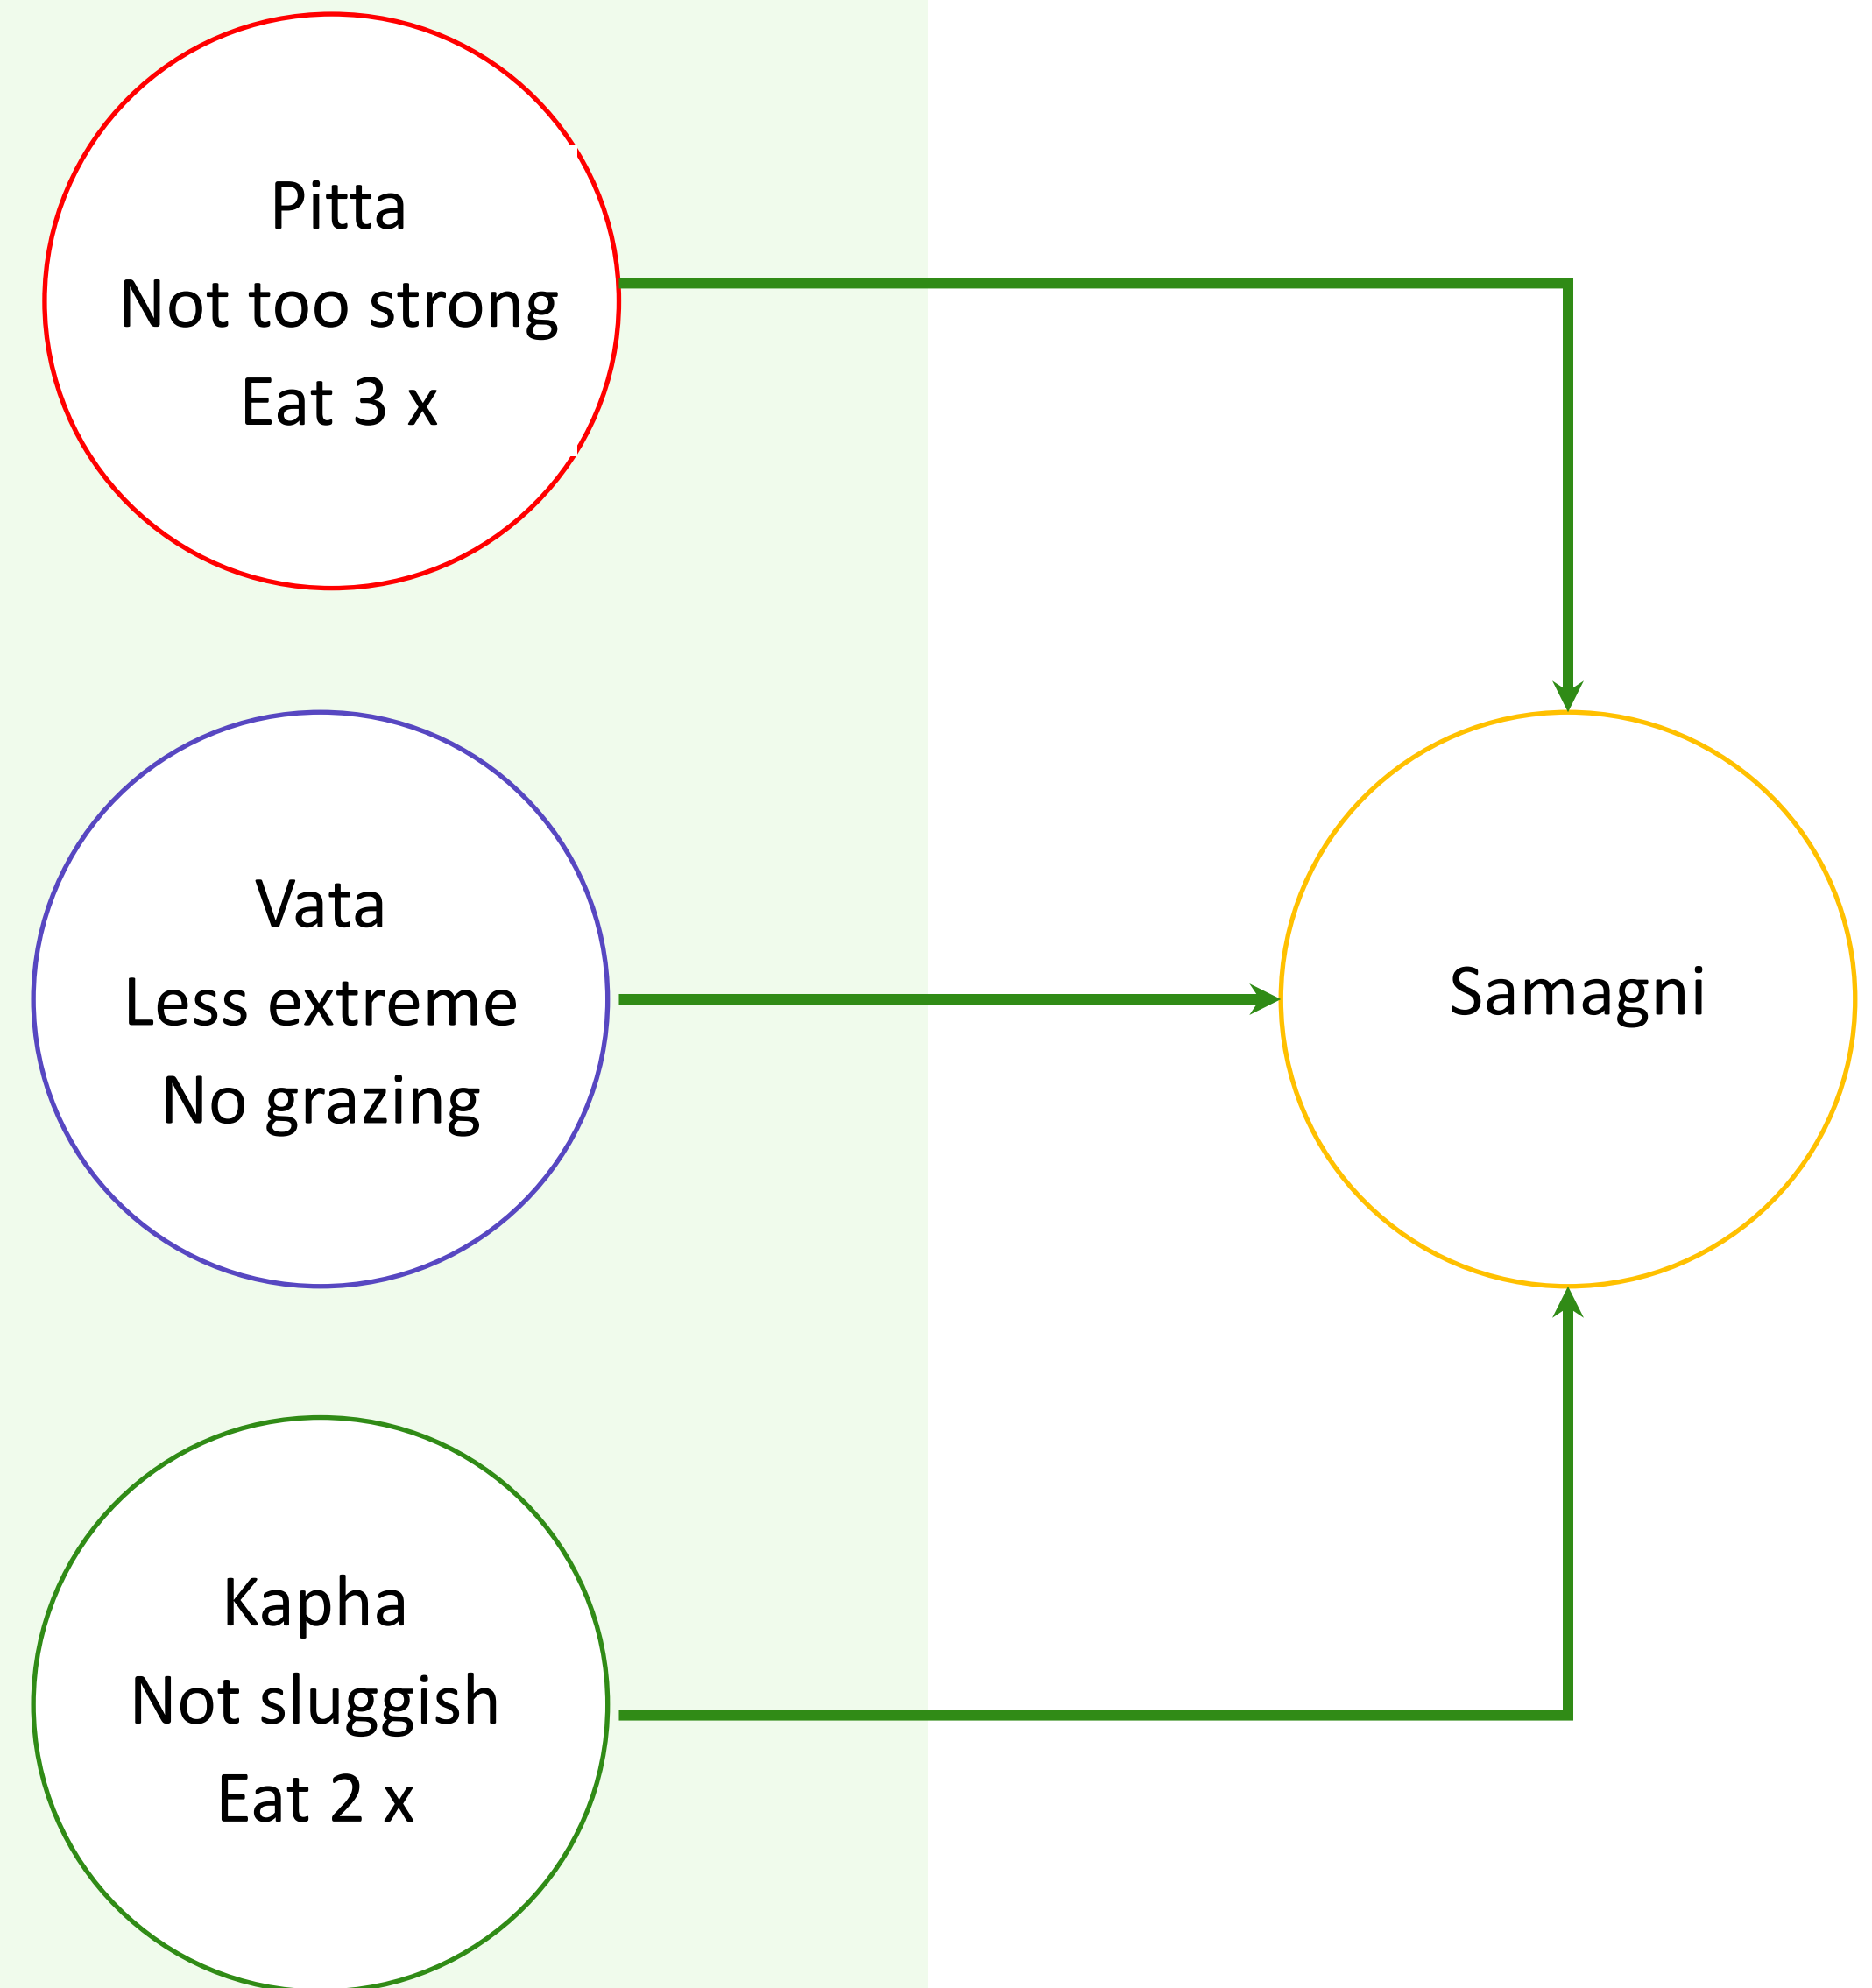 Pitta
Not too strong
Eat 3 x
Vata
Less extreme
No grazing
Samagni
Kapha
Not sluggish
Eat 2 x